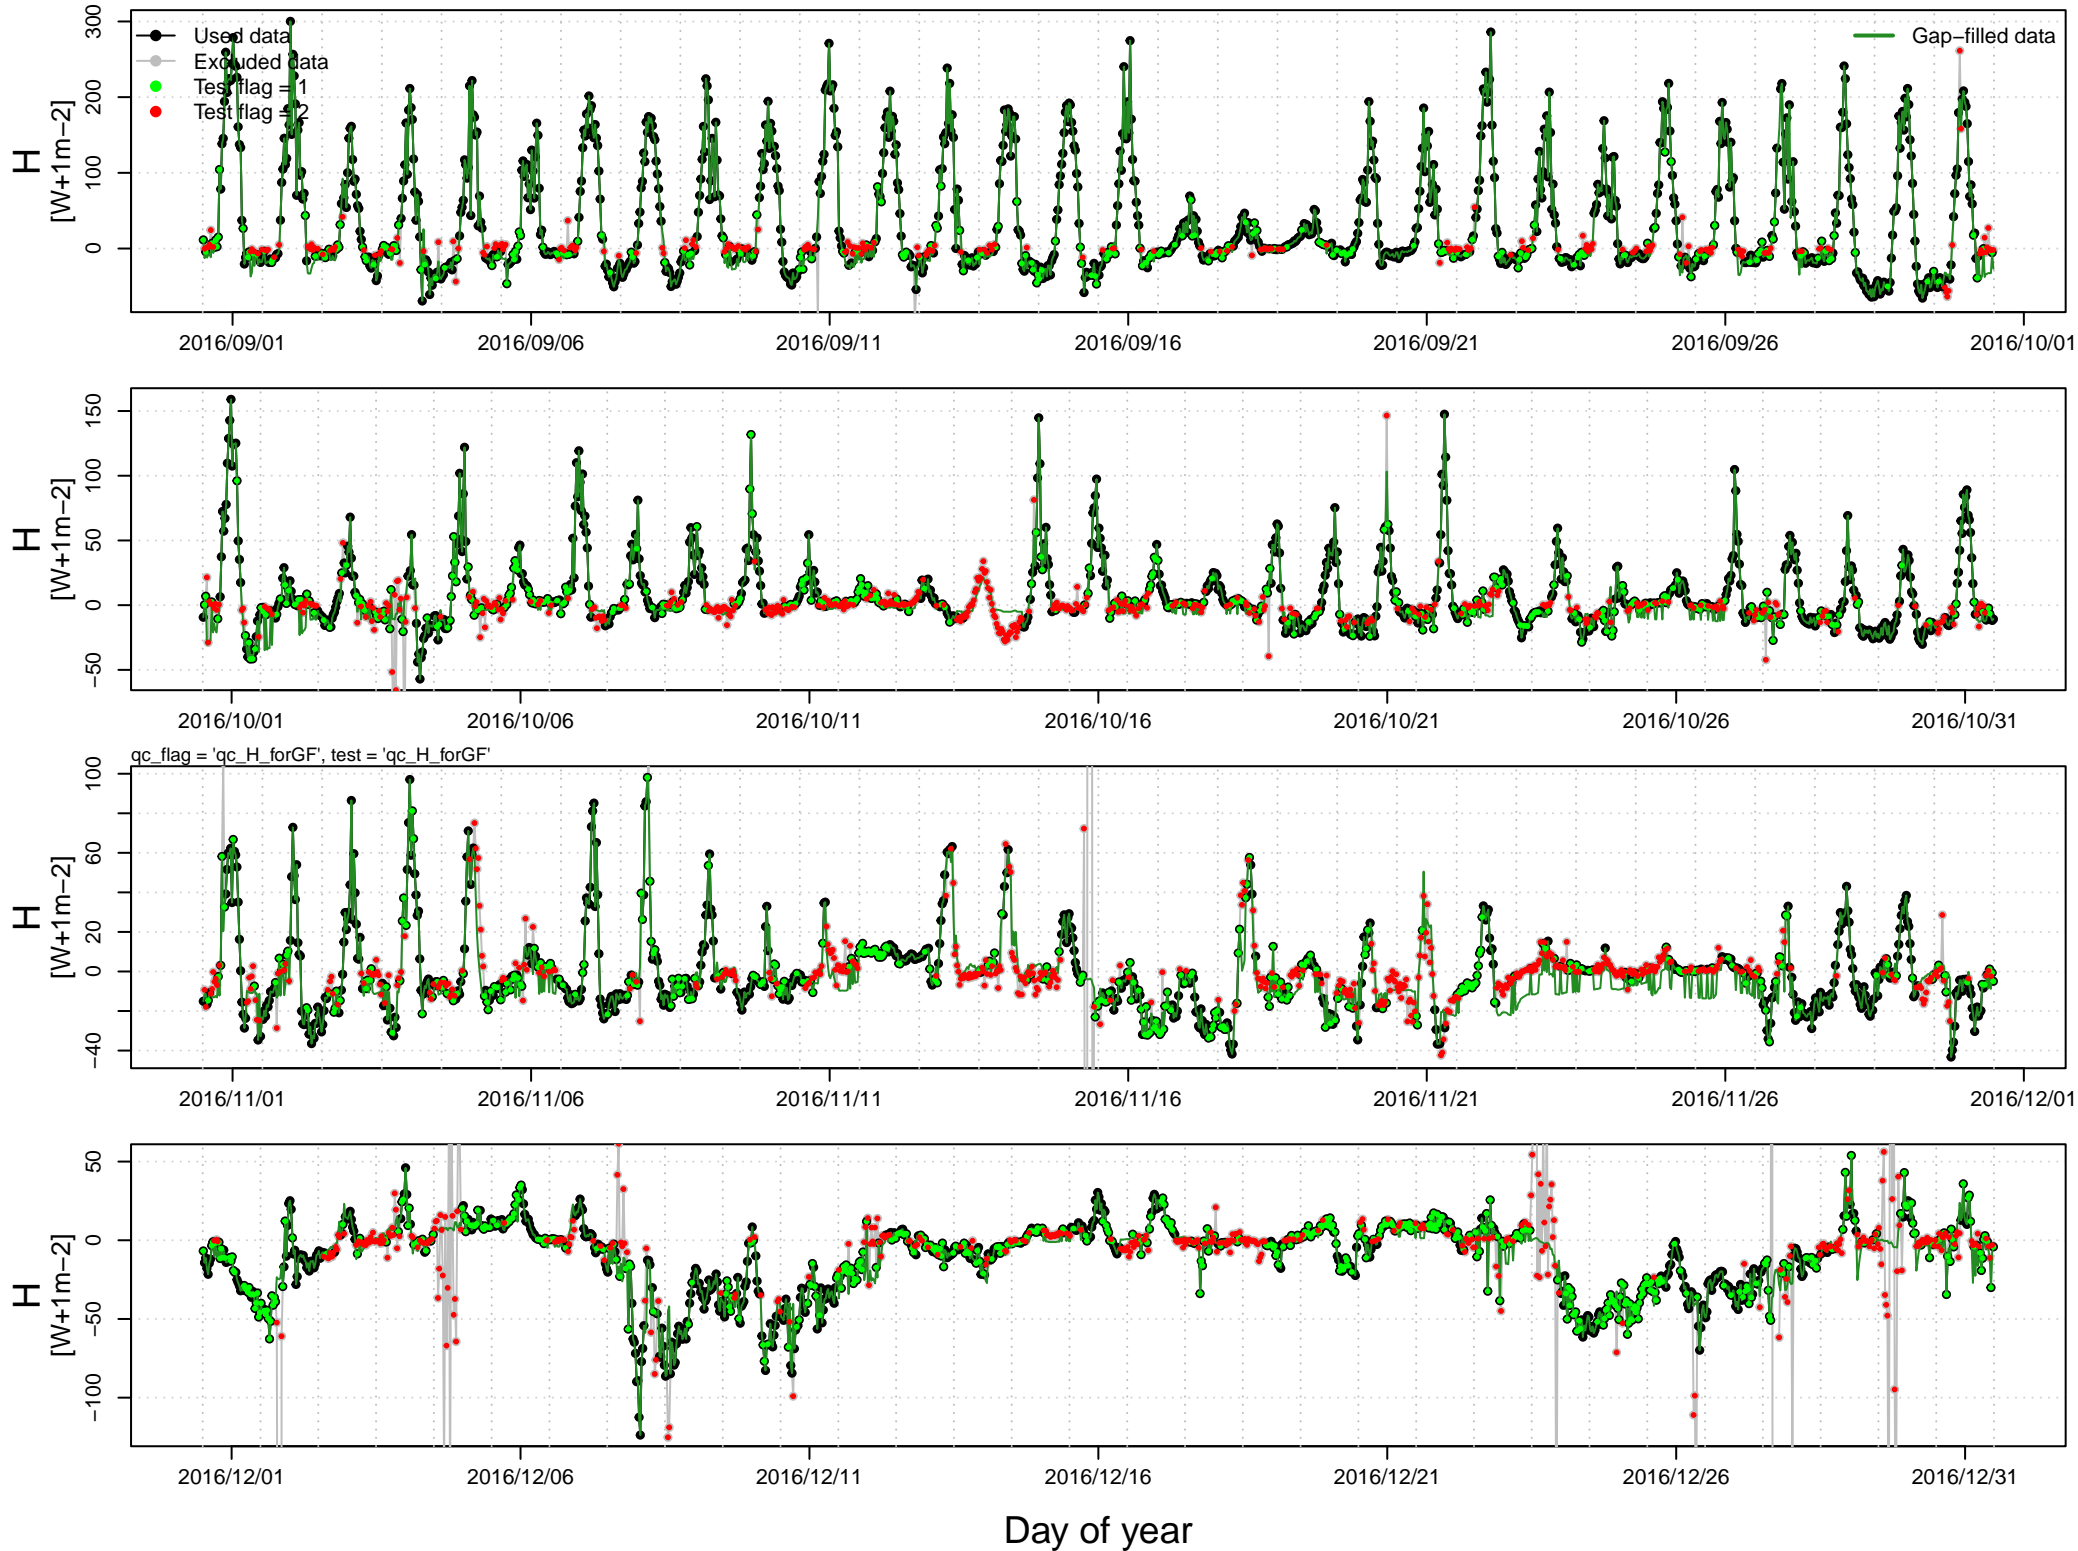 Used data
Excluded data
Test flag = 1
Test flag = 2
Gap−filled data
H
[W+1m−2]
300
200
100
0
2016/09/01 2016/09/06 2016/09/11 2016/09/16 2016/09/21 2016/09/26 2016/10/01
H
[W+1m−2]
150
100
50
0
−50
2016/10/01 2016/10/06 2016/10/11 2016/10/16 2016/10/21 2016/10/26 2016/10/31
qc_flag = 'qc_H_forGF', test = 'qc_H_forGF'
H
[W+1m−2]
100
60
20
0
−40
2016/11/01 2016/11/06 2016/11/11 2016/11/16 2016/11/21 2016/11/26 2016/12/01
H
[W+1m−2]
50
0
−50
−100
2016/12/01 2016/12/06 2016/12/11 2016/12/16 2016/12/21 2016/12/26 2016/12/31
Day of year